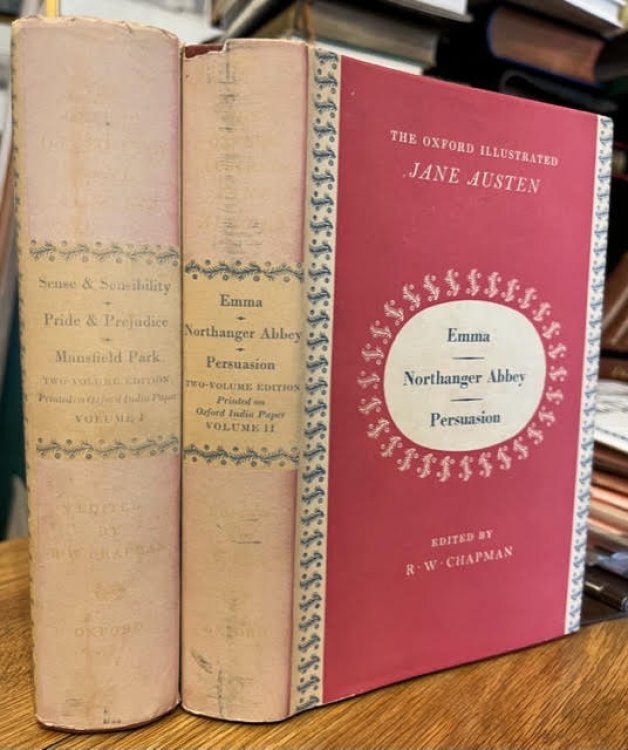 Sense & Sensibility
Pride & Prejudice
Mansfield Park
TWO-VOLUME EDITION
Printed on Oxford India Paper
VOLUME I
EDITED
BY
R·W·CHAPMAN
OXFORD
Emma
Northanger Abbey
Persuasion
TWO-VOLUME EDITION
Printed on
Oxford India Paper
VOLUME II
THE OXFORD ILLUSTRATED
JANE AUSTEN
Emma
Northanger Abbey
Persuasion
EDITED BY
R·W·CHAPMAN